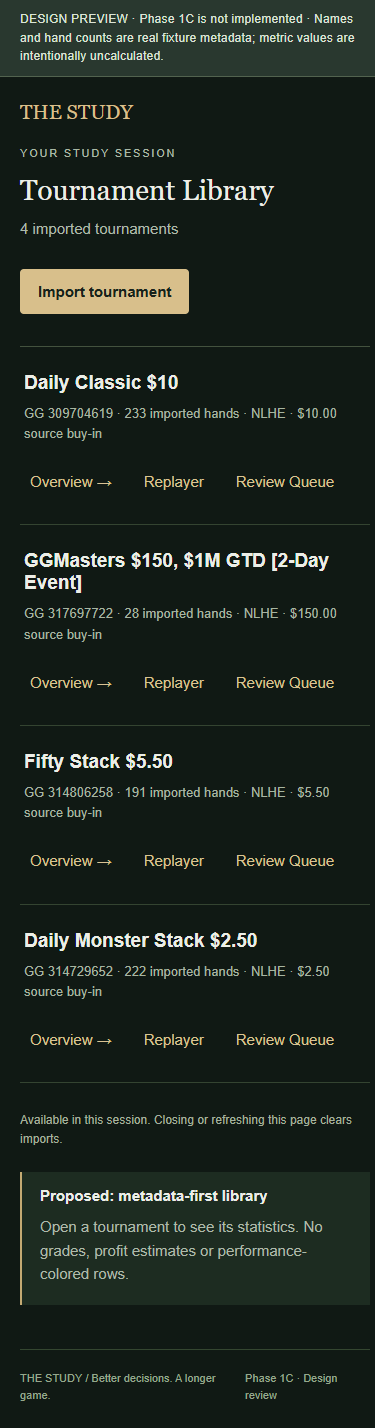 DESIGN PREVIEW · Phase 1C is not implemented · Names
and hand counts are real fixture metadata; metric values are
intentionally uncalculated.
THE STUDY
YOUR STUDY SESSION
Tournament Library
4 imported tournaments
Import tournament
Daily Classic $10
GG 309704619 · 233 imported hands · NLHE · $10.00
source buy-in
Overview → Replayer Review Queue
GGMasters $150, $1M GTD [2-Day
Event]
GG 317697722 · 28 imported hands · NLHE · $150.00
source buy-in
Overview → Replayer Review Queue
Fifty Stack $5.50
GG 314806258 · 191 imported hands · NLHE · $5.50
source buy-in
Overview → Replayer Review Queue
Daily Monster Stack $2.50
GG 314729652 · 222 imported hands · NLHE · $2.50
source buy-in
Overview → Replayer Review Queue
Available in this session. Closing or refreshing this page clears
imports.
Proposed: metadata-first library
Open a tournament to see its statistics. No
grades, profit estimates or performance-
colored rows.
THE STUDY / Better decisions. A longer
game.
Phase 1C · Design
review